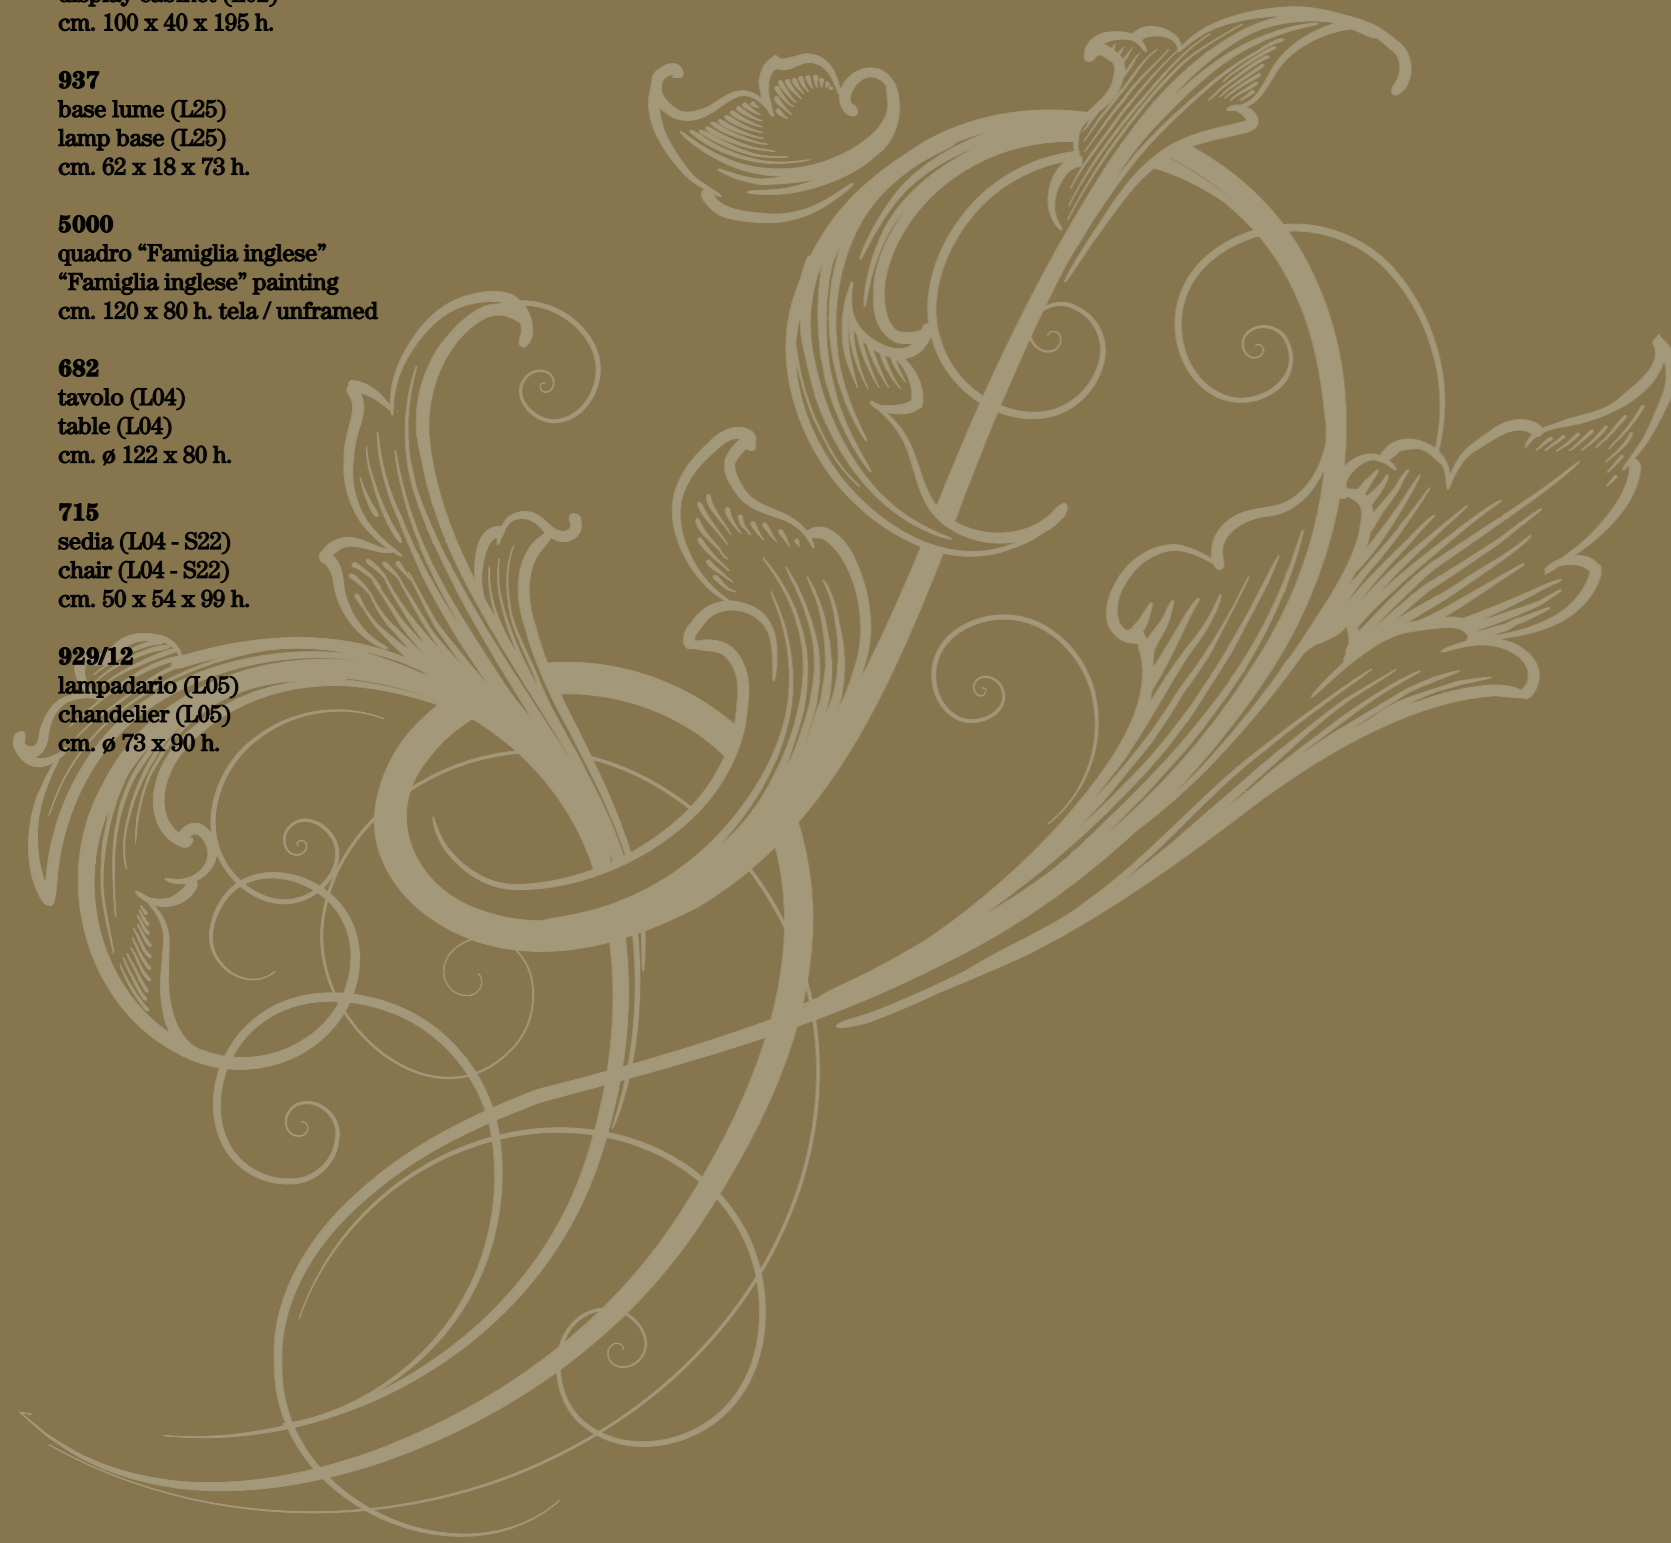 display cabinet
cm. 100 x 40 x 195 h.
937
base lume (L25)
lamp base (L25)
cm. 62 x 18 x 73 h.
5000
quadro “Famiglia inglese”
“Famiglia inglese” painting
cm. 120 x 80 h. tela / unframed
682
tavolo (L04)
table (L04)
cm. ø 122 x 80 h.
715
sedia (L04 - S22)
chair (L04 - S22)
cm. 50 x 54 x 99 h.
929/12
lampadario (L05)
chandelier (L05)
cm. ø 73 x 90 h.